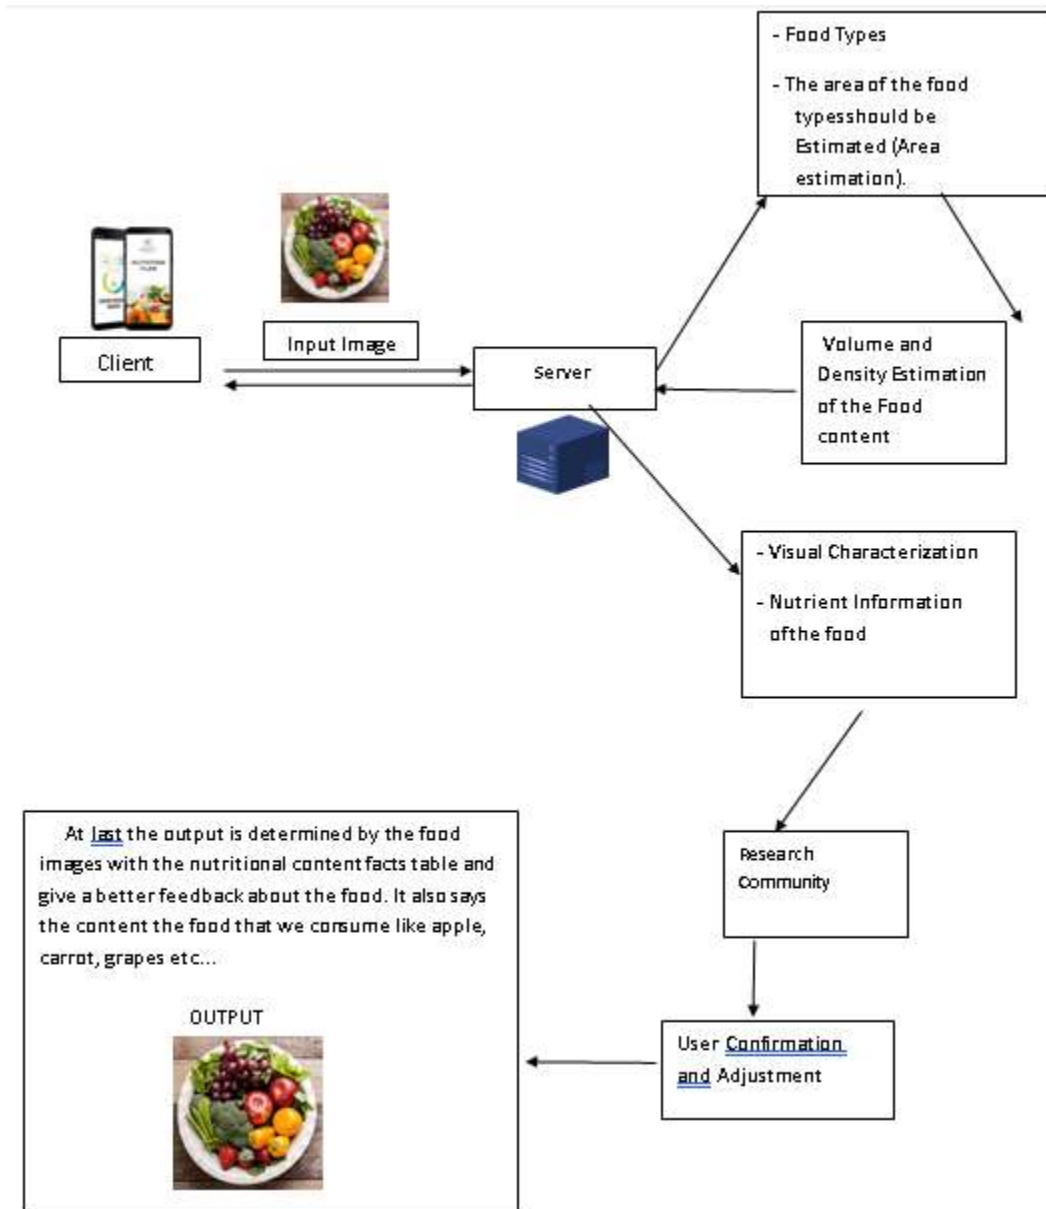 - Food Types
- The area of the food
typesshould be
Estimated (Area
estimation).
Input Image
Client
Server
Volume and
Density Estimation
of the Food
content
- Visual Characterization
- Nutrient Information
of the food
Research
Community
User Confirmation
and Adjustment
At last the output is determined by the food
images with the nutritional content facts table and
give a better feedback about the food. It also says
the content the food that we consume like apple,
carrot, grapes etc...
OUTPUT